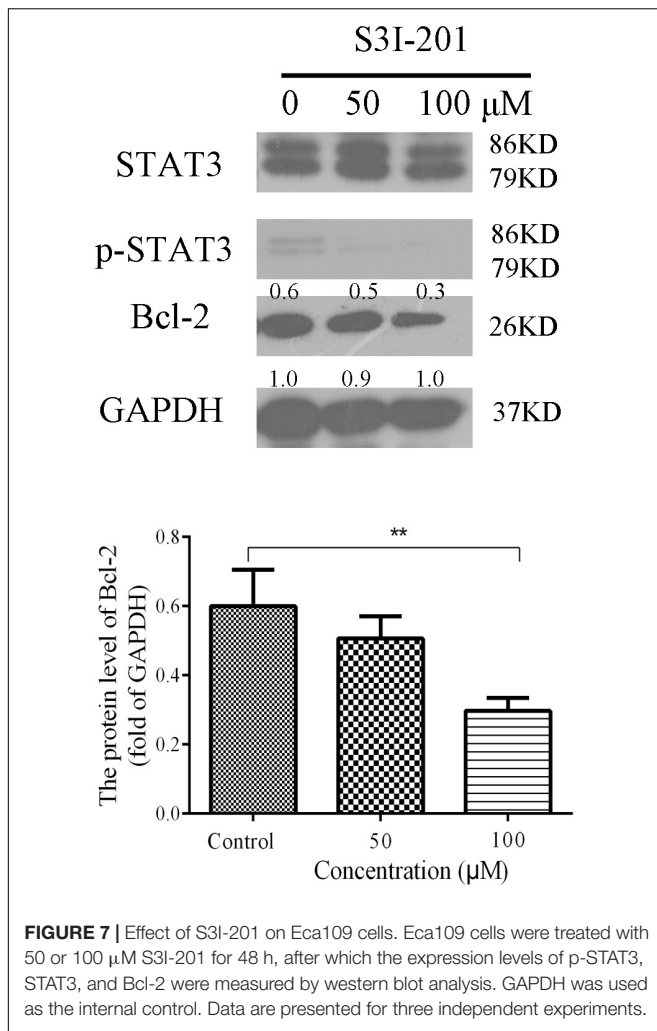 S3I-201
0 50 100 μM
STAT3
86KD
79KD
p-STAT3
86KD
79KD
0.6 0.5 0.3
Bcl-2
26KD
1.0 0.9 1.0
GAPDH
37KD
The protein level of Bcl-2
(fold of GAPDH)
0.8
0.6
0.4
0.2
0.0
**
Control 50 100
Concentration (μM)
FIGURE 7 | Effect of S3I-201 on Eca109 cells. Eca109 cells were treated with
50 or 100 μM S3I-201 for 48 h, after which the expression levels of p-STAT3,
STAT3, and Bcl-2 were measured by western blot analysis. GAPDH was used
as the internal control. Data are presented for three independent experiments.